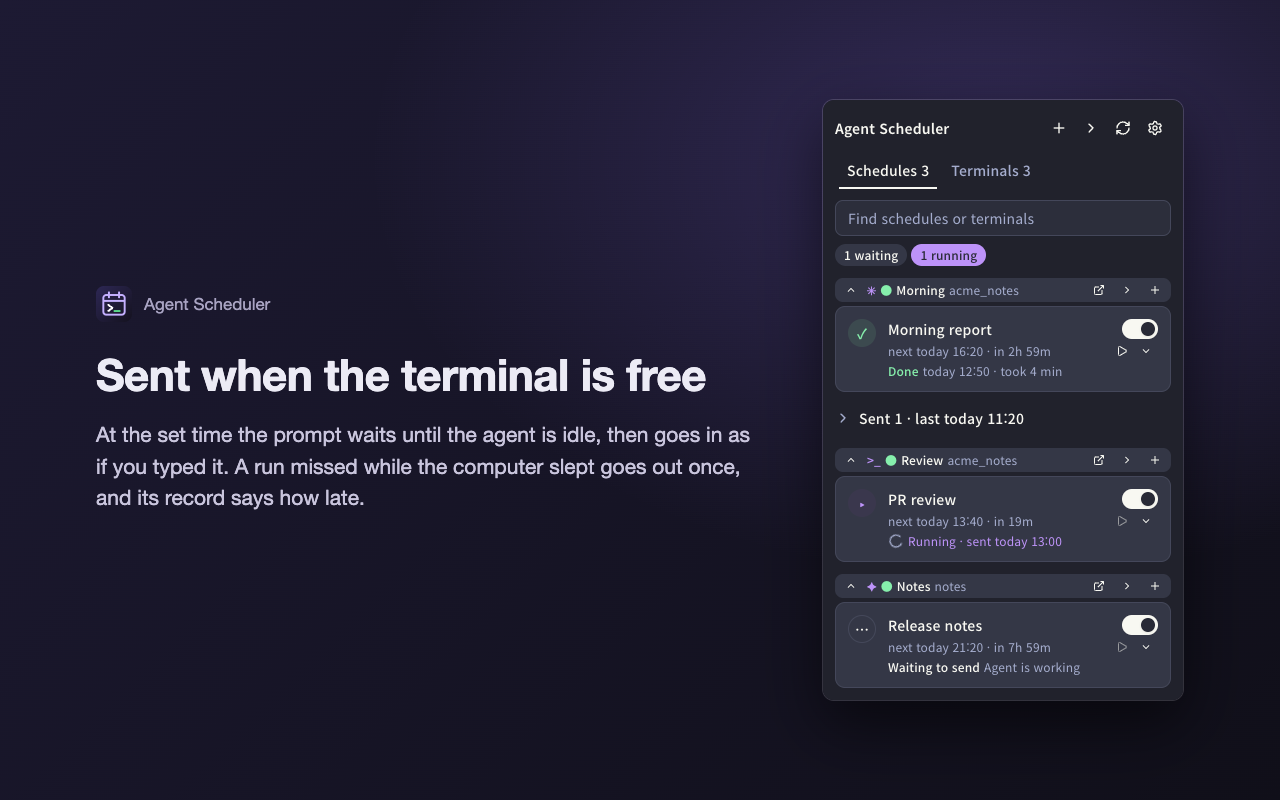 Agent Scheduler
Sent when the terminal is free
At the set time the prompt waits until the agent is idle, then goes in as
if you typed it. A run missed while the computer slept goes out once,
and its record says how late.
Agent Scheduler
Schedules 3 Terminals 3
Find schedules or terminals
1 waiting 1 running
Morning acme_notes
Morning report
next today 16:20 · in 2h 59m
Done today 12:50 · took 4 min
Sent 1 · last today 11:20
>_ Review acme_notes
PR review
next today 13:40 · in 19m
Running · sent today 13:00
Notes notes
Release notes
next today 21:20 · in 7h 59m
Waiting to send Agent is working